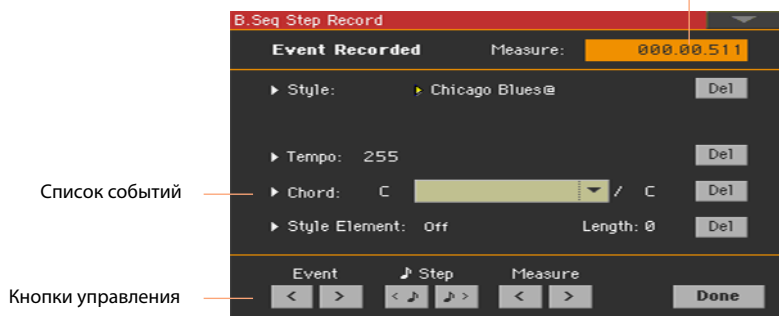 B.Seq Step Record
Event Recorded Measure: 000.00.511
Style: Chicago Blues@ Del
Tempo: 255 Del
Список событий
Chord: C / C Del
Style Element: Off Length: 0 Del
Event ♪ Step Measure
Кнопки управления
< > < ♪ ♪ > < > Done